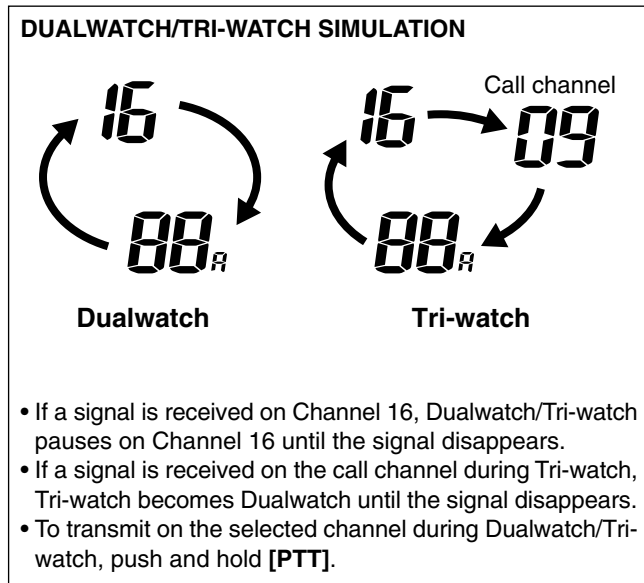 DUALWATCH/TRI-WATCH SIMULATION
Call channel
16 16 09
88A 88A
Dualwatch Tri-watch
• If a signal is received on Channel 16, Dualwatch/Tri-watch
pauses on Channel 16 until the signal disappears.
• If a signal is received on the call channel during Tri-watch,
Tri-watch becomes Dualwatch until the signal disappears.
• To transmit on the selected channel during Dualwatch/Tri-
watch, push and hold [PTT].